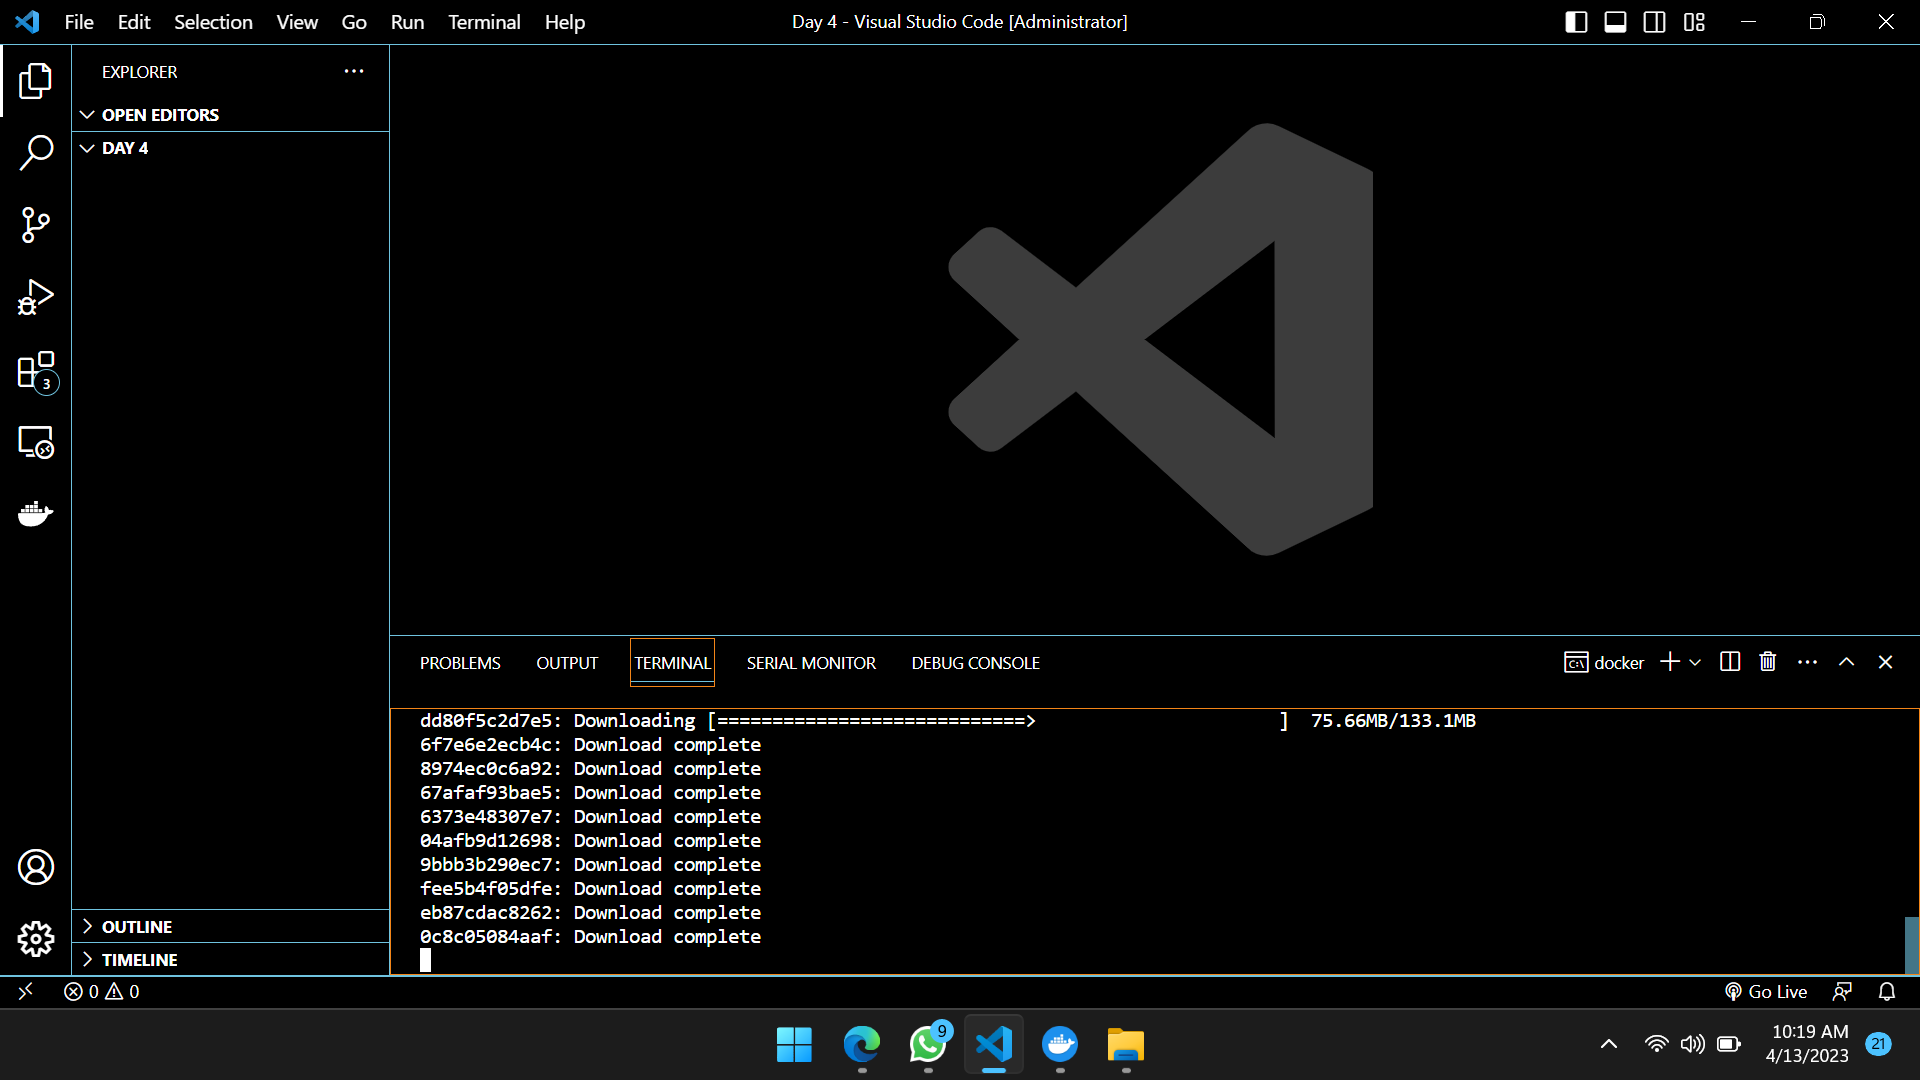 File Edit Selection View Go Run Terminal Help
Day 4 - Visual Studio Code [Administrator]
EXPLORER
OPEN EDITORS
DAY 4
3
OUTLINE
TIMELINE
PROBLEMS OUTPUT TERMINAL SERIAL MONITOR DEBUG CONSOLE
docker
dd80f5c2d7e5: Downloading [============================> ] 75.66MB/133.1MB
6f7e6e2ecb4c: Download complete
8974ec0c6a92: Download complete
67afaf93bae5: Download complete
6373e48307e7: Download complete
04afb9d12698: Download complete
9bbb3b290ec7: Download complete
fee5b4f05dfe: Download complete
eb87cdac8262: Download complete
0c8c05084aaf: Download complete
0 0
Go Live
9
10:19 AM
4/13/2023
21